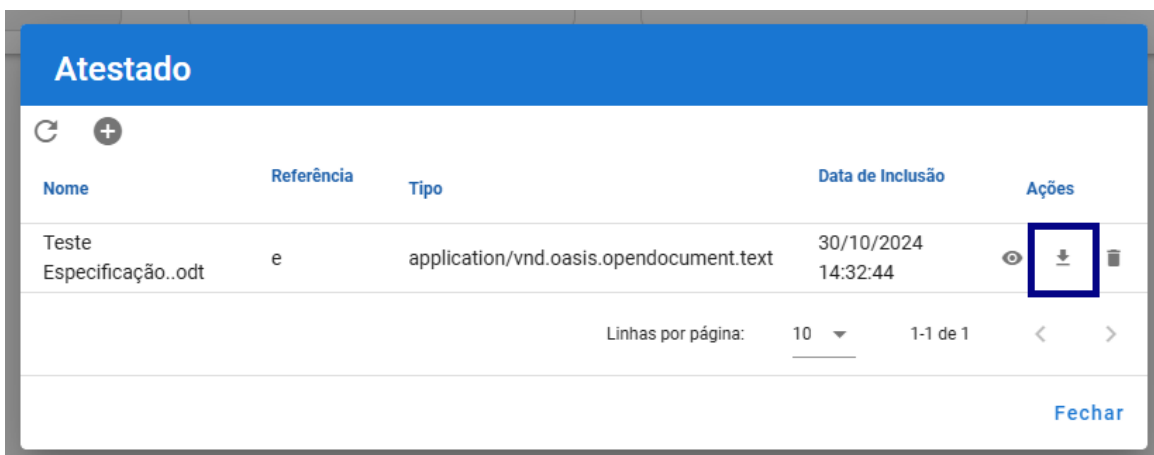 Atestado
Nome Referência Tipo Data de Inclusão Ações
Teste
Especificação..odt e application/vnd.oasis.opendocument.text 30/10/2024
14:32:44
Linhas por página: 10 1-1 de 1
Fechar